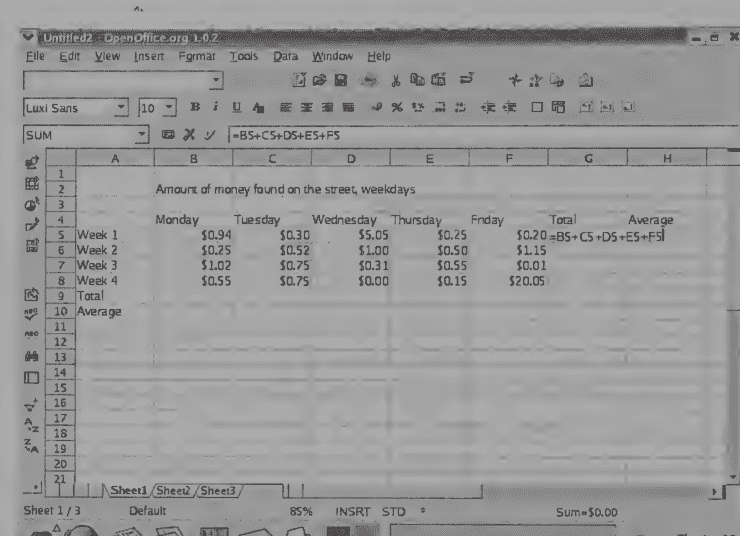 Untitled2 - OpenOffice.org 1.0.2
File Edit View Insert Format Tools Data Window Help
Luxi Sans 10 B i U A
SUM =B5+C5+D5+E5+F5
A B C D E F G H
1
2 Amount of money found on the street, weekdays
3
4 Monday Tuesday Wednesday Thursday Friday Total Average
5 Week 1 $0.94 $0.30 $5.05 $0.25 $0.20 =B5+C5+D5+E5+F5
6 Week 2 $0.25 $0.52 $1.00 $0.50 $1.15
7 Week 3 $1.02 $0.75 $0.31 $0.55 $0.01
8 Week 4 $0.55 $0.75 $0.00 $0.15 $20.05
9 Total
10 Average
11
12
13
14
15
16
17
18
19
20
21
Sheet1 Sheet2 Sheet3
Sheet 1 / 3 Default 85% INSRT STD * Sum=$0.00